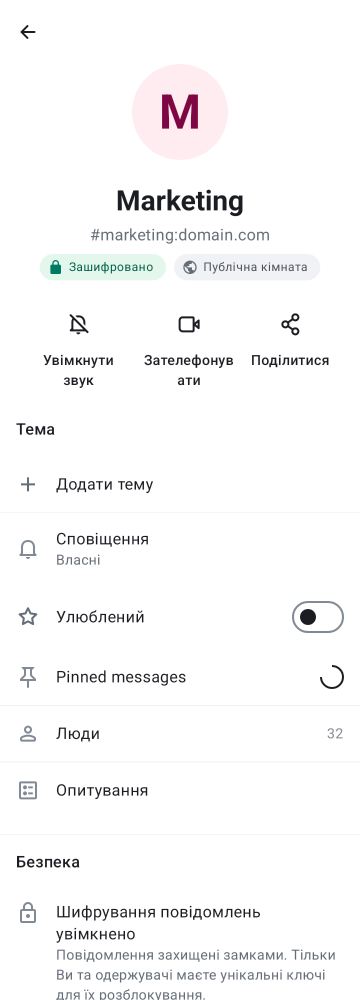 M
Marketing
#marketing:domain.com
Зашифровано
Публічна кімната
Увімкнути
звук
Зателефонув
ати
Поділитися
Тема
Додати тему
Сповіщення
Власні
Улюблений
Pinned messages
Люди 32
Опитування
Безпека
Шифрування повідомлень
увімкнено
Повідомлення захищені замками. Тільки
Ви та одержувачі маєте унікальні ключі
для їх розблокування.